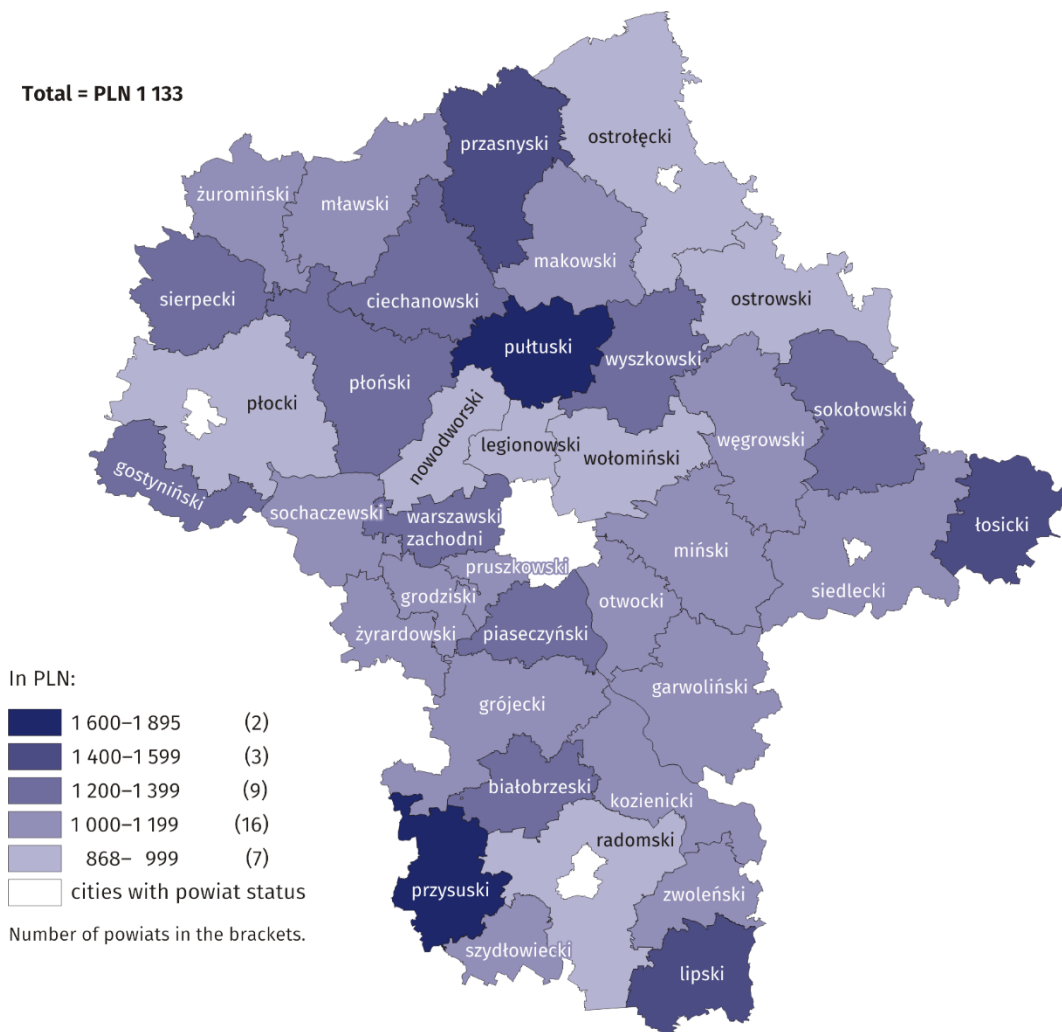 Total = PLN 1 133
ostrołęcki
przasnyski
żuromiński
mławski
makowski
sierpecki
ciechanowski
ostrowski
pułtuski
wyszkowski
płoński
płocki
nowodworski
legionowski
wołomiński
węgrowski
sokołowski
gostyniński
sochaczewski
warszawski
zachodni
miński
łosicki
pruszkowski
siedlecki
grodziski
otwocki
żyrardowski
piaseczyński
garwoliński
grójecki
białobrzeski
kozienicki
radomski
przysuski
zwoleński
szydłowiecki
lipski
In PLN:
1 600–1 895 (2)
1 400–1 599 (3)
1 200–1 399 (9)
1 000–1 199 (16)
868– 999 (7)
cities with powiat status
Number of powiats in the brackets.